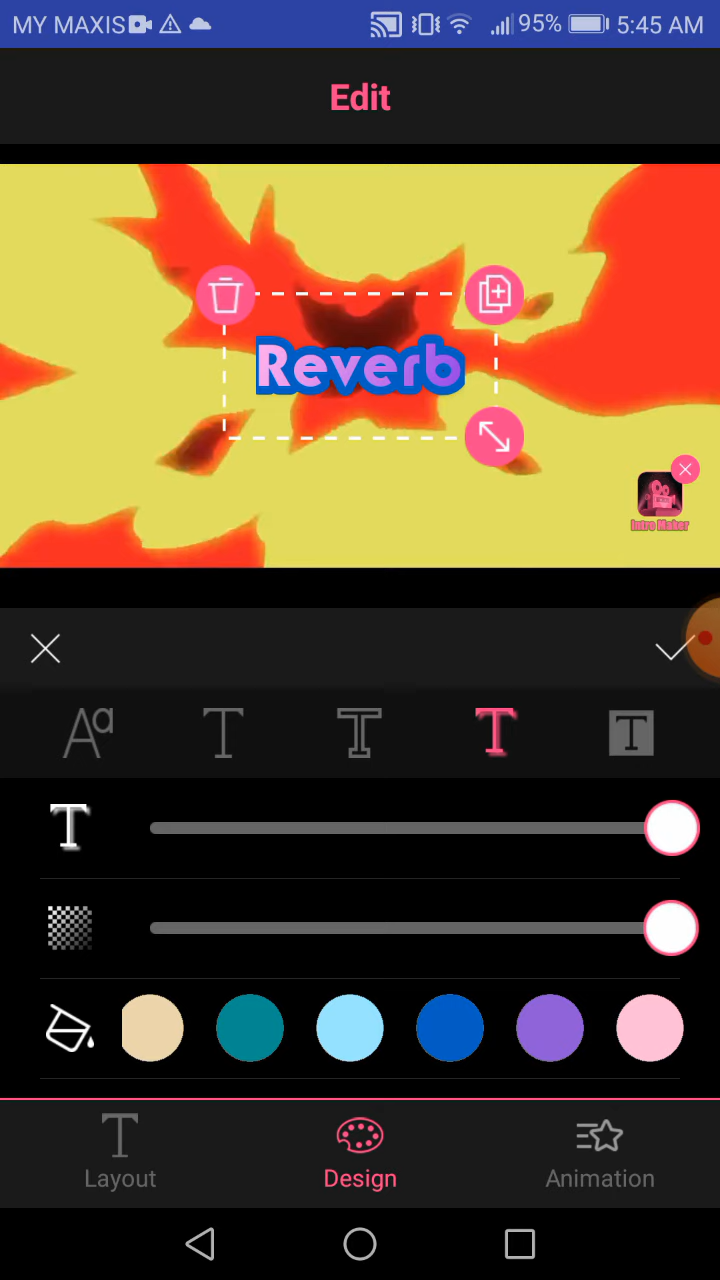 MY MAXIS 95% 5:45 AM
Edit
Reverb
Intro Maker
Layout Design Animation